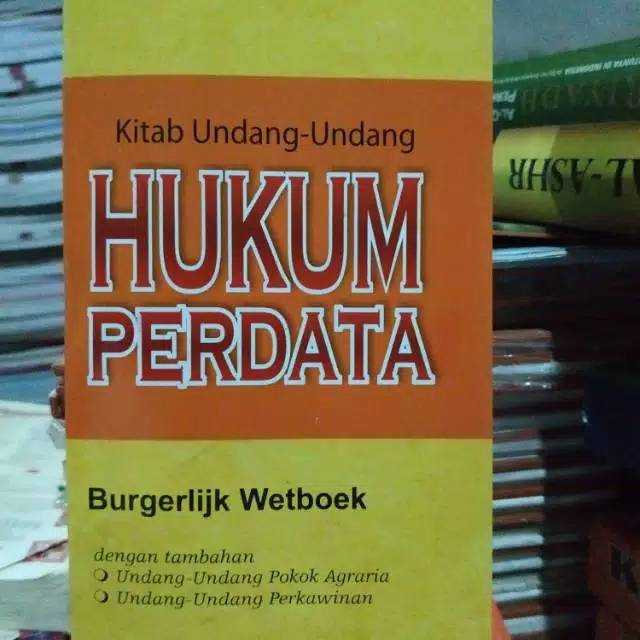 Kitab Undang-Undang
HUKUM
PERDATA
Burgerlijk Wetboek
dengan tambahan
Undang-Undang Pokok Agraria
Undang-Undang Perkawinan
AL-ASHR